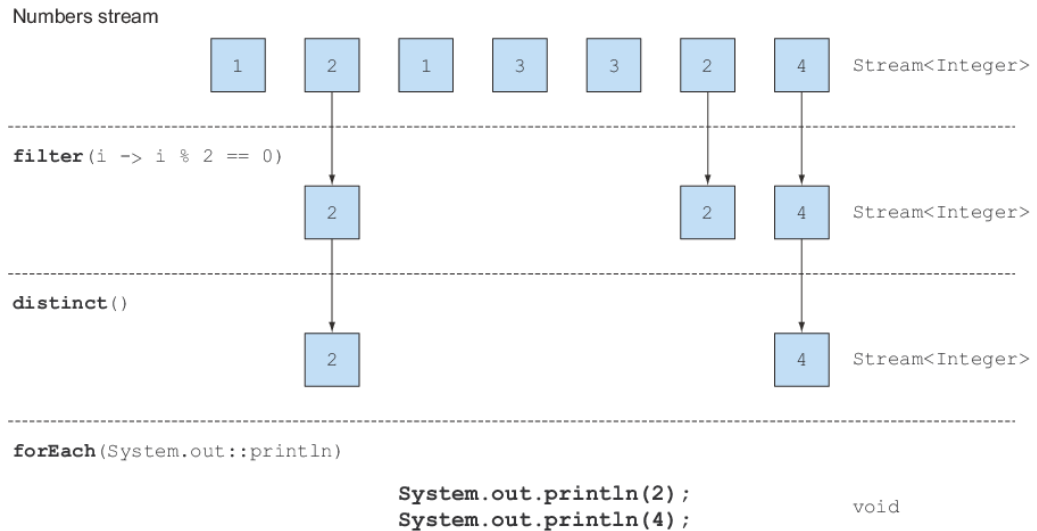 Numbers stream
1 2 1 3 3 2 4 Stream<Integer>
filter(i -> i % 2 == 0)
2 2 4 Stream<Integer>
distinct()
2 4 Stream<Integer>
forEach(System.out::println)
System.out.println(2);
System.out.println(4);
void